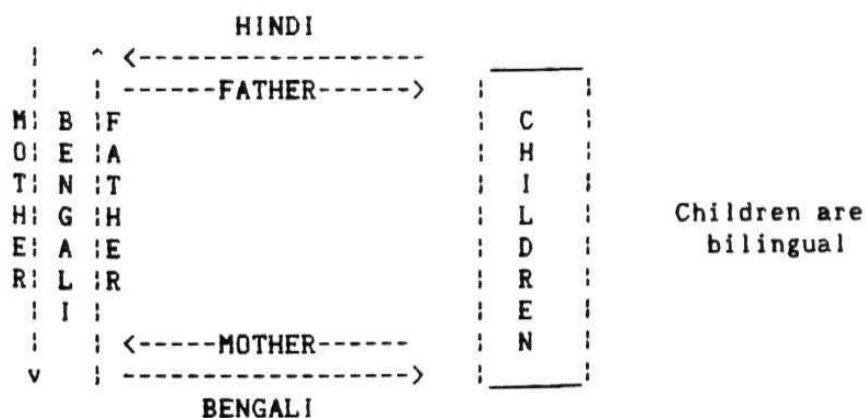 HINDI
FATHER
MOTHER
BENGALI
FATHER
CHILDREN
Children are
bilingual
MOTHER
BENGALI